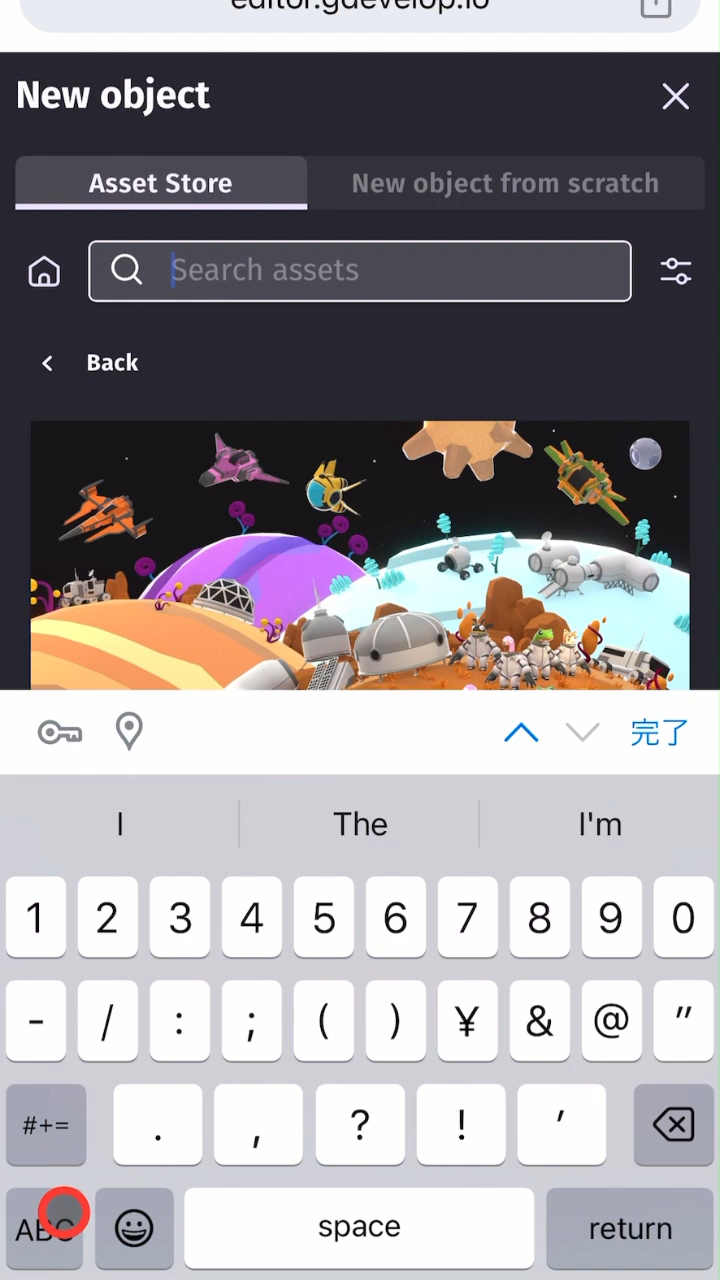 editor.gdevelop.io
New object
Asset Store
New object from scratch
Search assets
Back
完了
I
The
I'm
1 2 3 4 5 6 7 8 9 0
- / : ; ( ) ¥ & @ "
#+= . , ? ! ’
ABC space return